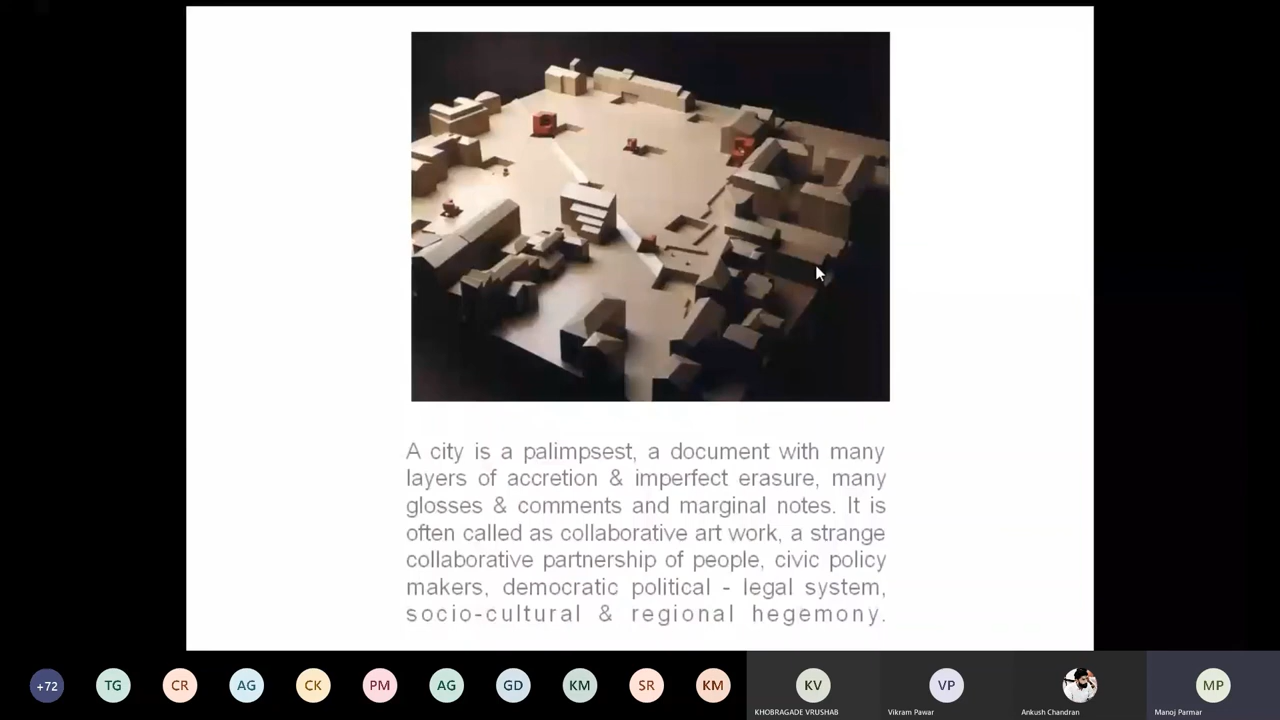 A city is a palimpsest, a document with many
layers of accretion & imperfect erasure, many
glosses & comments and marginal notes. It is
often called as collaborative art work, a strange
collaborative partnership of people, civic policy
makers, democratic political - legal system,
socio-cultural & regional hegemony.
+72 TG CR AG CK PM AG GD KM SR KM KV VP MP
KHOBRAGADE VRUSHAB Vikram Pawar Ankush Chandran Manoj Parmar